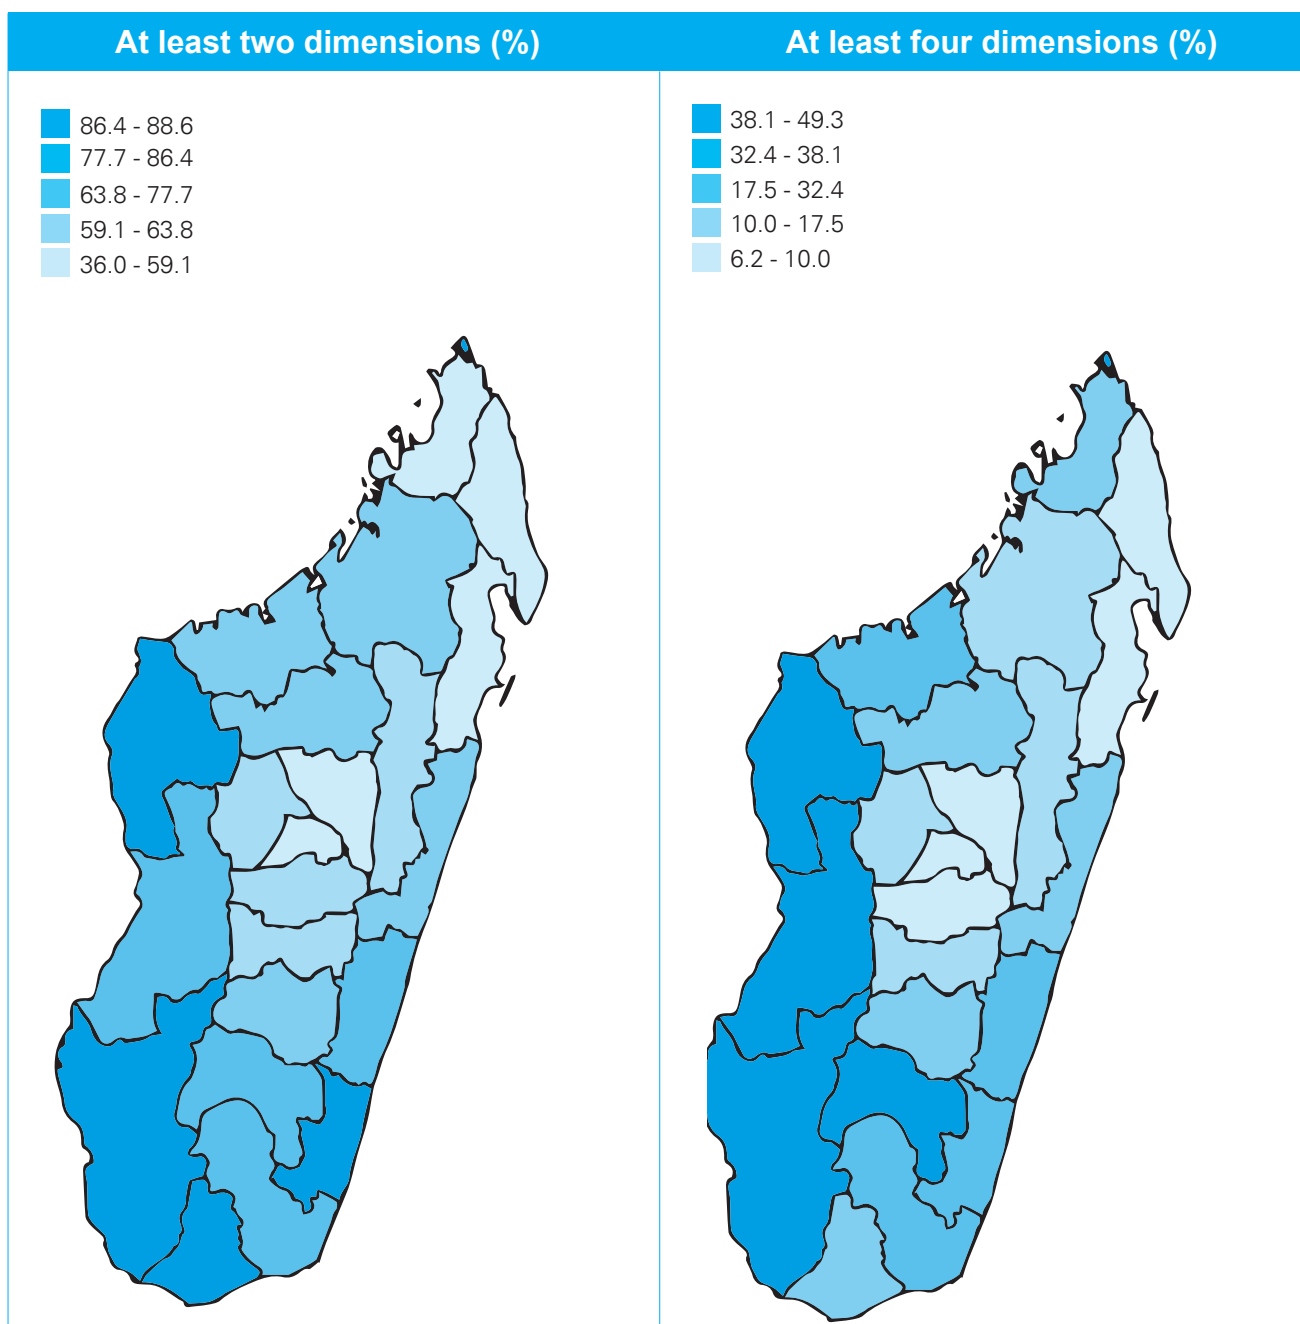 At least two dimensions (%)
86.4 - 88.6
77.7 - 86.4
63.8 - 77.7
59.1 - 63.8
36.0 - 59.1
At least four dimensions (%)
38.1 - 49.3
32.4 - 38.1
17.5 - 32.4
10.0 - 17.5
6.2 - 10.0